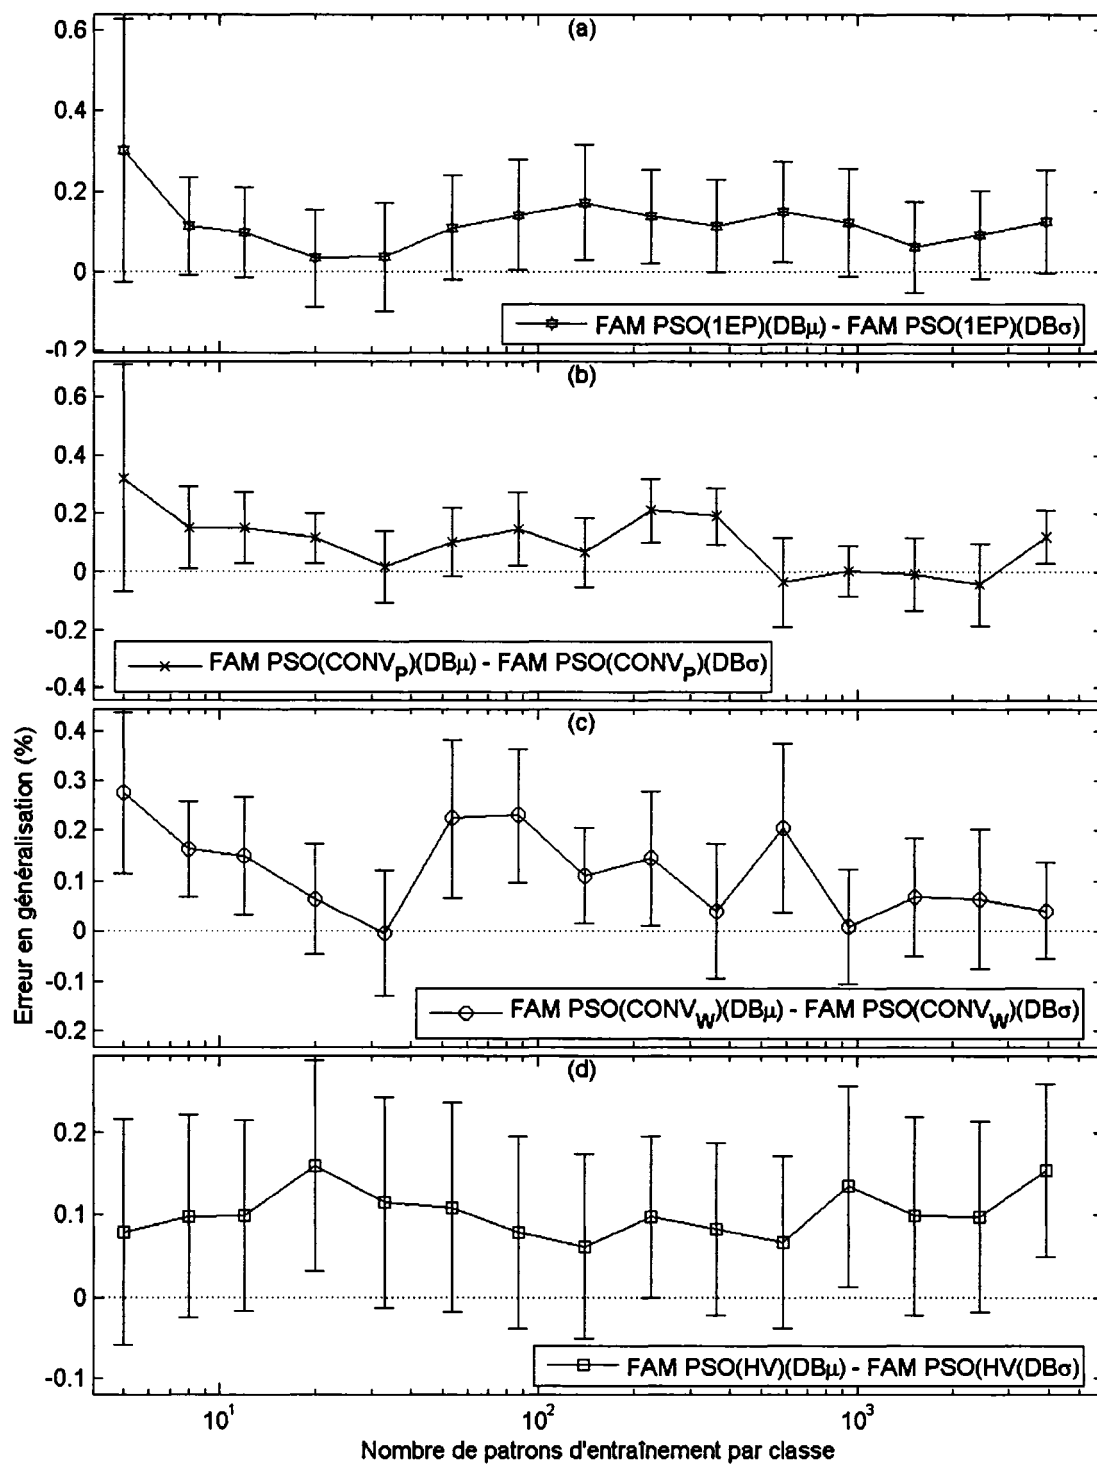 (a)
0.6
0.4
0.2
0
-0.2
FAM PSO(1EP)(DBμ) - FAM PSO(1EP)(DBσ)
(b)
0.6
0.4
0.2
0
-0.2
-0.4
FAM PSO(CONVp)(DBμ) - FAM PSO(CONVp)(DBσ)
(c)
0.4
0.3
0.2
0.1
0
-0.1
-0.2
FAM PSO(CONVW)(DBμ) - FAM PSO(CONVW)(DBσ)
(d)
0.2
0.1
0
-0.1
FAM PSO(HV)(DBμ) - FAM PSO(HV(DBσ)
10¹
10²
10³
Nombre de patrons d'entraînement par classe
Erreur en généralisation (%)